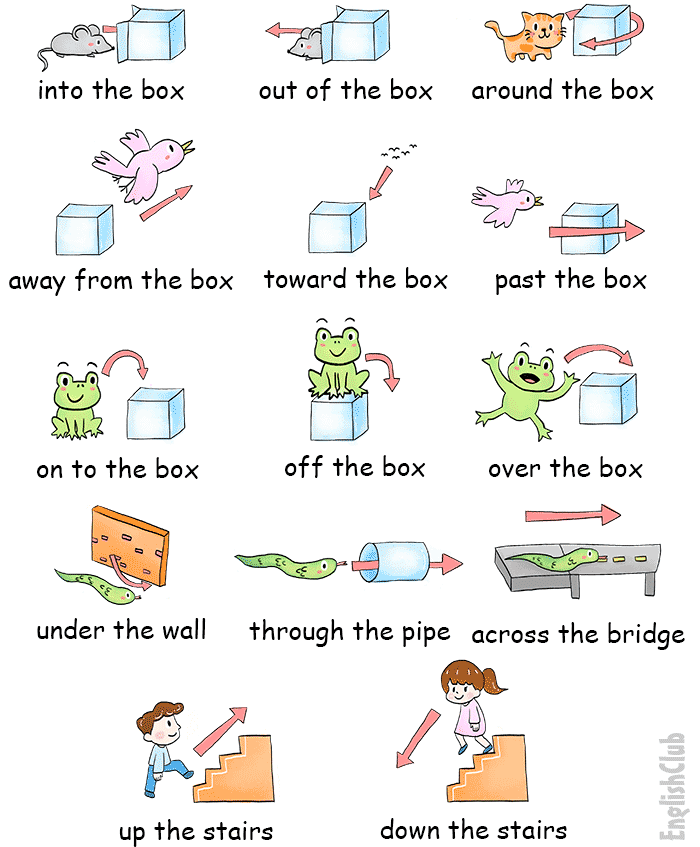 into the box
out of the box
around the box
away from the box
toward the box
past the box
on to the box
off the box
over the box
under the wall
through the pipe
across the bridge
up the stairs
down the stairs
EnglishClub